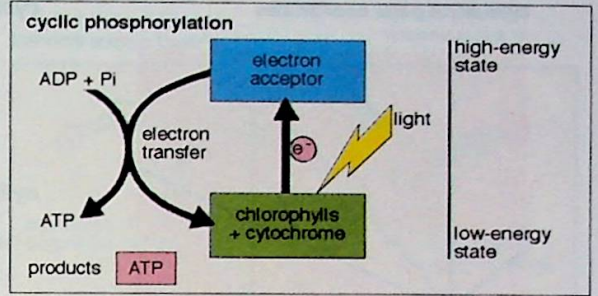 cyclic phosphorylation
electron
acceptor
high-energy
state
ADP + Pi
light
electron
transfer
e⁻
chlorophylls
+ cytochrome
ATP
low-energy
state
products ATP